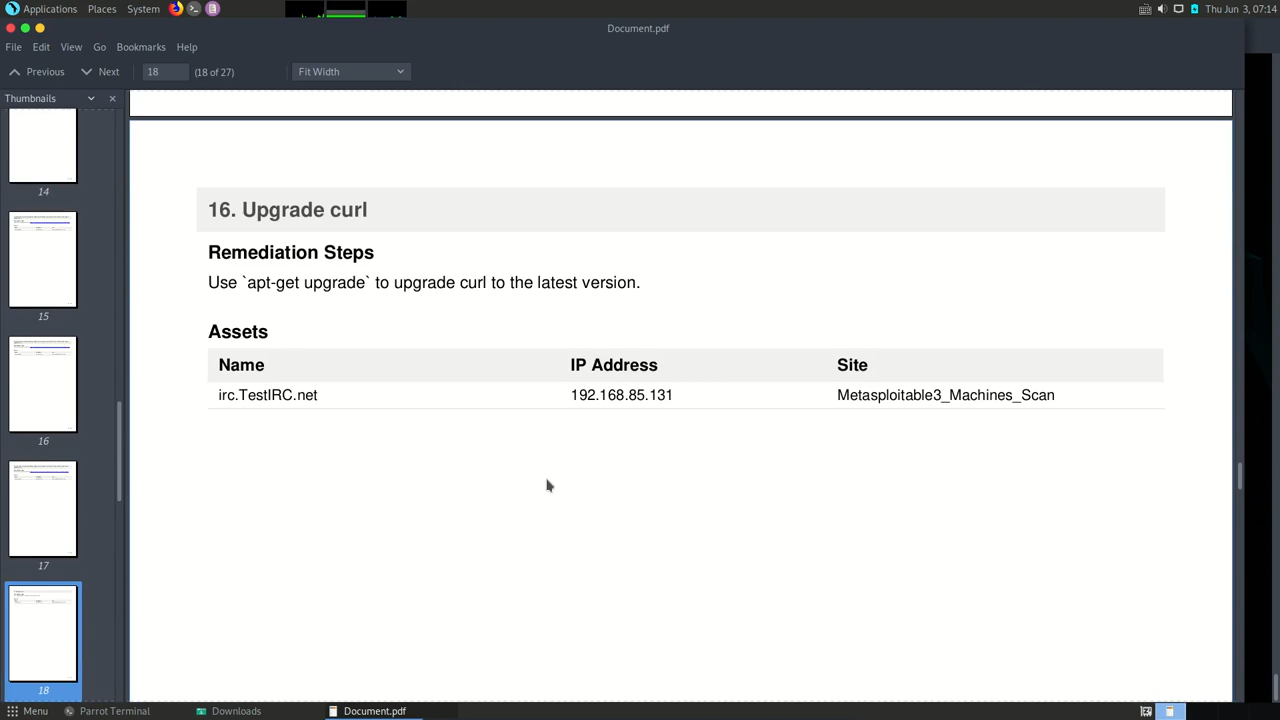 Applications Places System Thu Jun 3, 07:14
Document.pdf
File Edit View Go Bookmarks Help
Previous Next 18 (18 of 27) Fit Width
Thumbnails
14
15
16
17
18
16. Upgrade curl
Remediation Steps
Use `apt-get upgrade` to upgrade curl to the latest version.
Assets
Name IP Address Site
irc.TestIRC.net 192.168.85.131 Metasploitable3_Machines_Scan
Menu Parrot Terminal Downloads Document.pdf